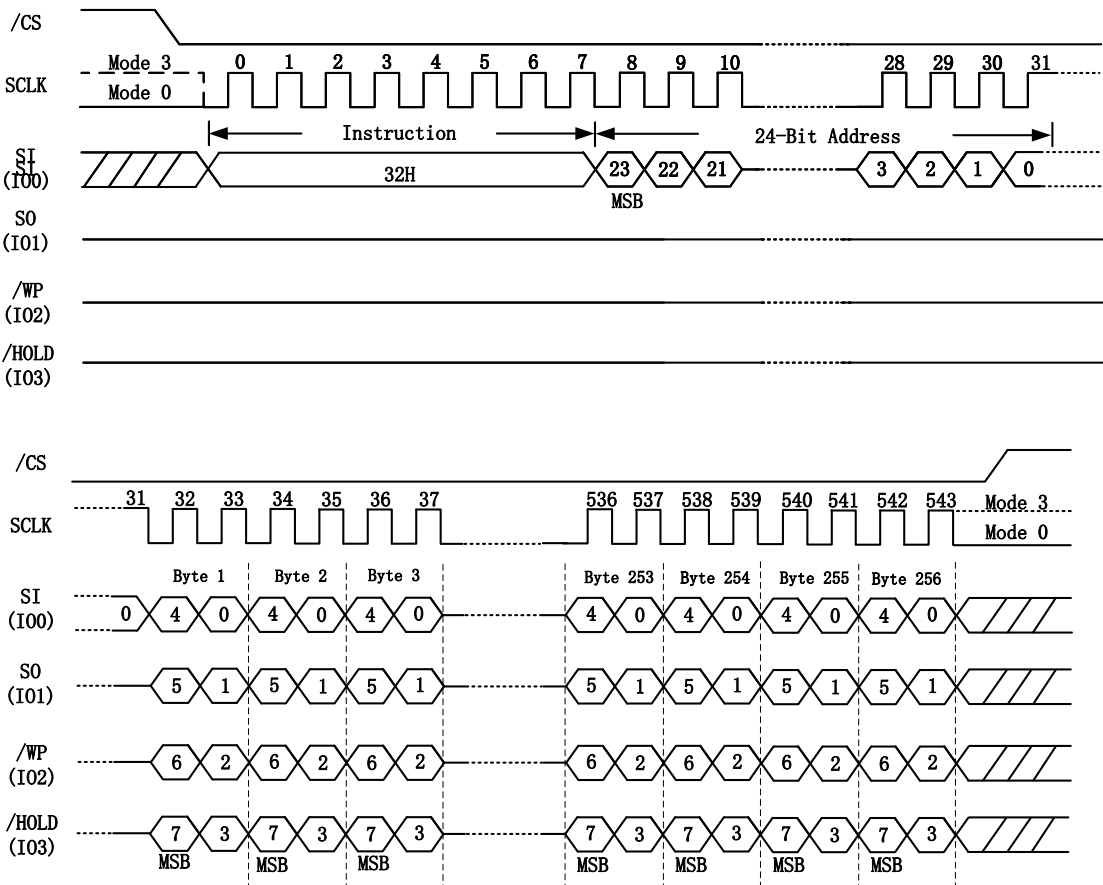 /CS
Mode 3 0 1 2 3 4 5 6 7 8 9 10 28 29 30 31
SCLK
Mode 0
Instruction 24-Bit Address
SI
SI
(IO0)
32H 23 22 21 3 2 1 0
MSB
SO
(IO1)
/WP
(IO2)
/HOLD
(IO3)
/CS
31 32 33 34 35 36 37 536 537 538 539 540 541 542 543 Mode 3
SCLK
Mode 0
Byte 1 Byte 2 Byte 3 Byte 253 Byte 254 Byte 255 Byte 256
SI
(IO0)
0 4 0 4 0 4 0 4 0 4 0 4 0 4 0
SO
(IO1)
5 1 5 1 5 1 5 1 5 1 5 1 5 1
/WP
(IO2)
6 2 6 2 6 2 6 2 6 2 6 2 6 2
/HOLD
(IO3)
7 3 7 3 7 3 7 3 7 3 7 3 7 3
MSB MSB MSB MSB MSB MSB MSB